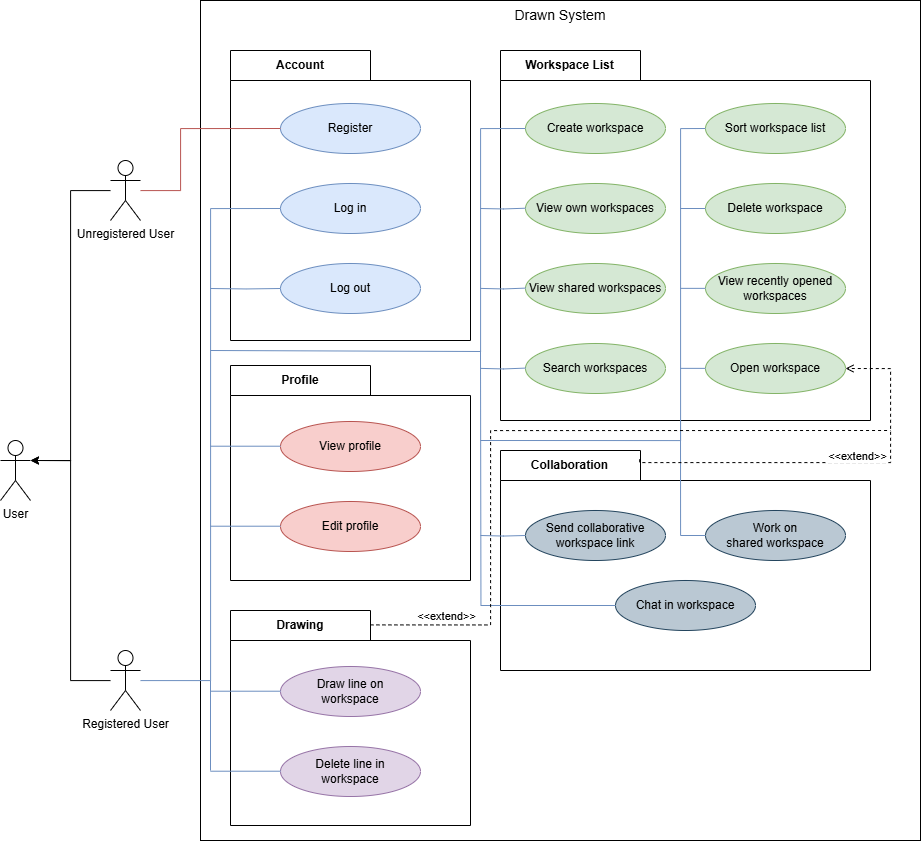 Drawn System
Account
Register
Log in
Log out
Workspace List
Create workspace
Sort workspace list
View own workspaces
Delete workspace
View shared workspaces
View recently opened
workspaces
Search workspaces
Open workspace
Unregistered User
Profile
View profile
Edit profile
User
<<extend>>
Collaboration
Send collaborative
workspace link
Work on
shared workspace
Chat in workspace
<<extend>>
Drawing
Draw line on
workspace
Delete line in
workspace
Registered User